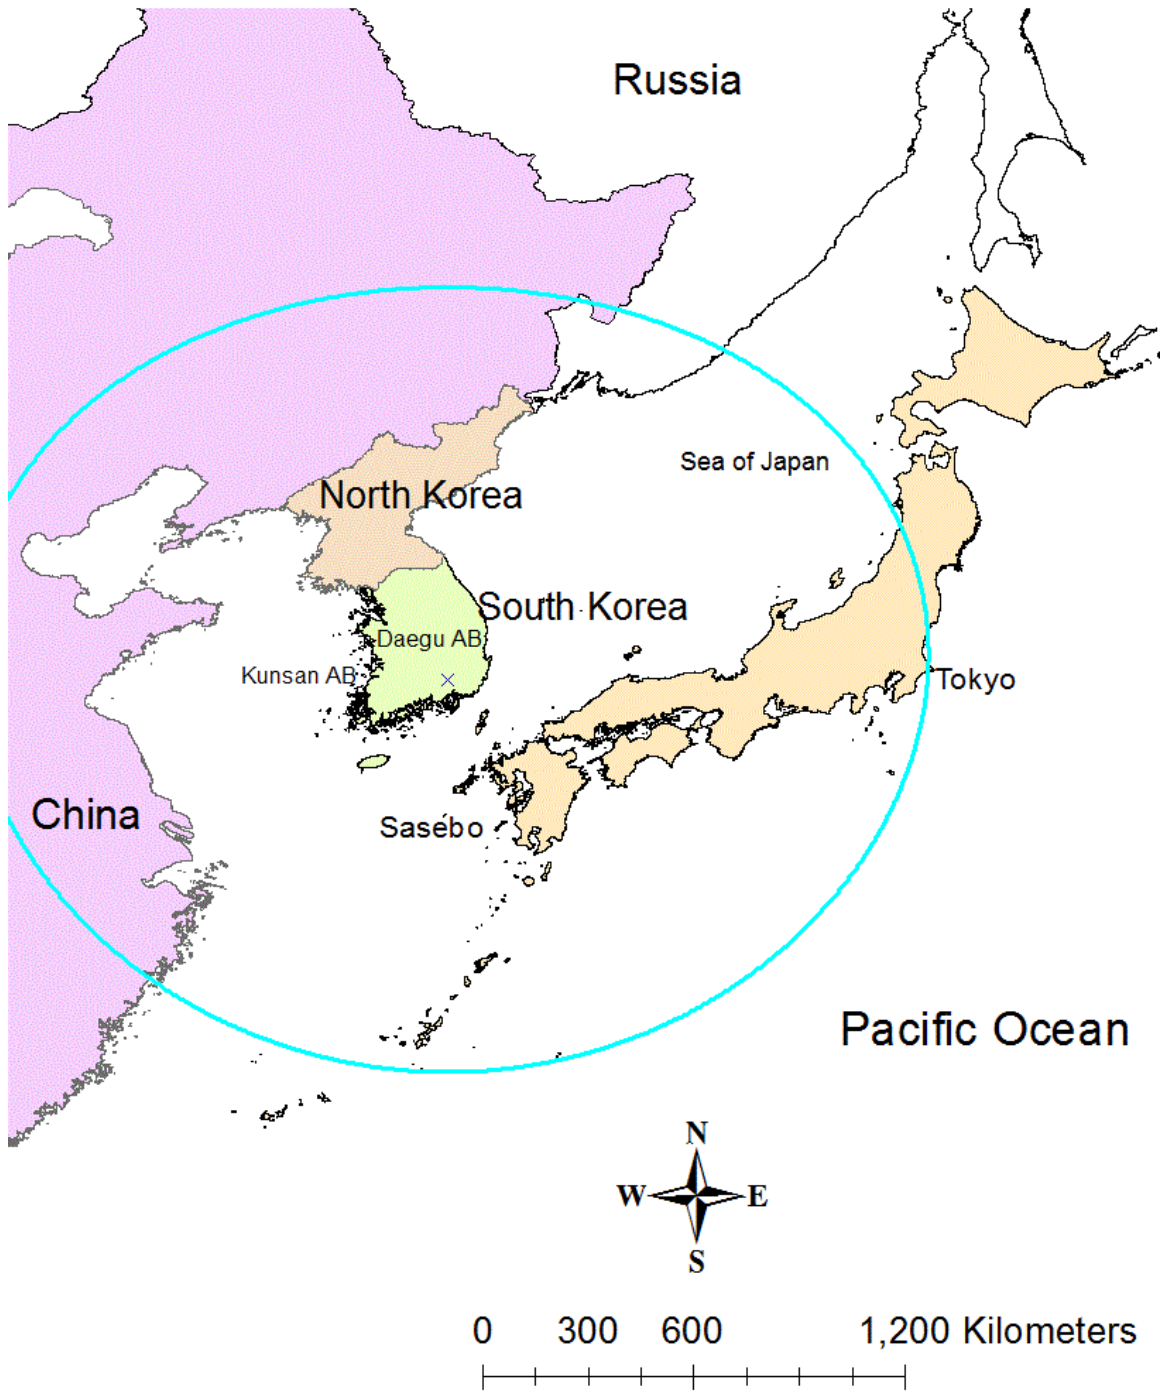 Russia
Sea of Japan
North Korea
South Korea
Daegu AB
Kunsan AB
Tokyo
China
Sasebo
Pacific Ocean
N
W E
S
0 300 600 1,200 Kilometers